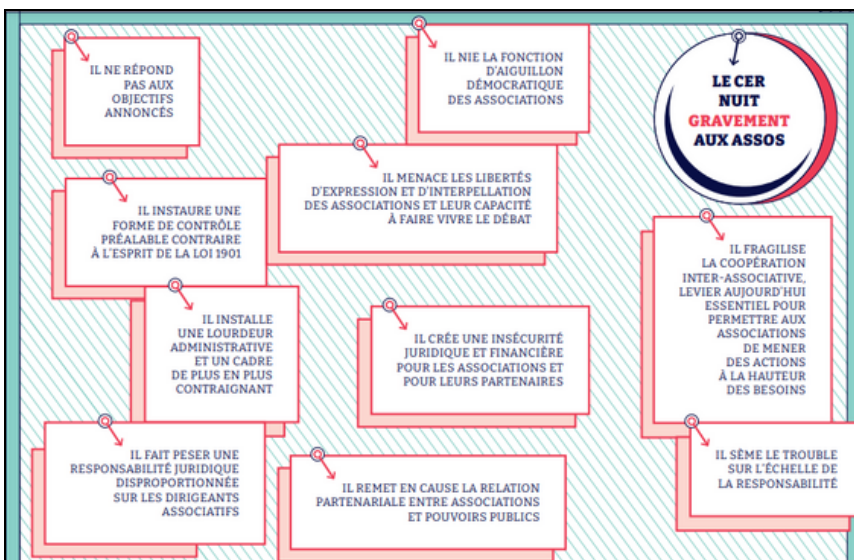 IL NE RÉPOND
PAS AUX
OBJECTIFS
ANNONCÉS
IL NIE LA FONCTION
D'AIGUILLON
DÉMOCRATIQUE
DES ASSOCIATIONS
LE CER
NUIT
GRAVEMENT
AUX ASSOS
IL MENACE LES LIBERTÉS
D'EXPRESSION ET D'INTERPELLATION
DES ASSOCIATIONS ET LEUR CAPACITÉ
À FAIRE VIVRE LE DÉBAT
IL INSTAURE UNE
FORME DE CONTRÔLE
PRÉALABLE CONTRAIRE
À L'ESPRIT DE LA LOI 1901
IL FRAGILISE
LA COOPÉRATION
INTER-ASSOCIATIVE,
LEVIER AUJOURD'HUI
ESSENTIEL POUR
PERMETTRE AUX
ASSOCIATIONS
DE MENER
DES ACTIONS
À LA HAUTEUR
DES BESOINS
IL INSTALLE
UNE LOURDEUR
ADMINISTRATIVE
ET UN CADRE
DE PLUS EN PLUS
CONTRAIGNANT
IL CRÉE UNE INSÉCURITÉ
JURIDIQUE ET FINANCIÈRE
POUR LES ASSOCIATIONS ET
POUR LEURS PARTENAIRES
IL FAIT PESER UNE
RESPONSABILITÉ JURIDIQUE
DISPROPORTIONNÉE
SUR LES DIRIGEANTS
ASSOCIATIFS
IL REMET EN CAUSE LA RELATION
PARTENARIALE ENTRE ASSOCIATIONS
ET POUVOIRS PUBLICS
IL SÈME LE TROUBLE
SUR L'ÉCHELLE DE
LA RESPONSABILITÉ